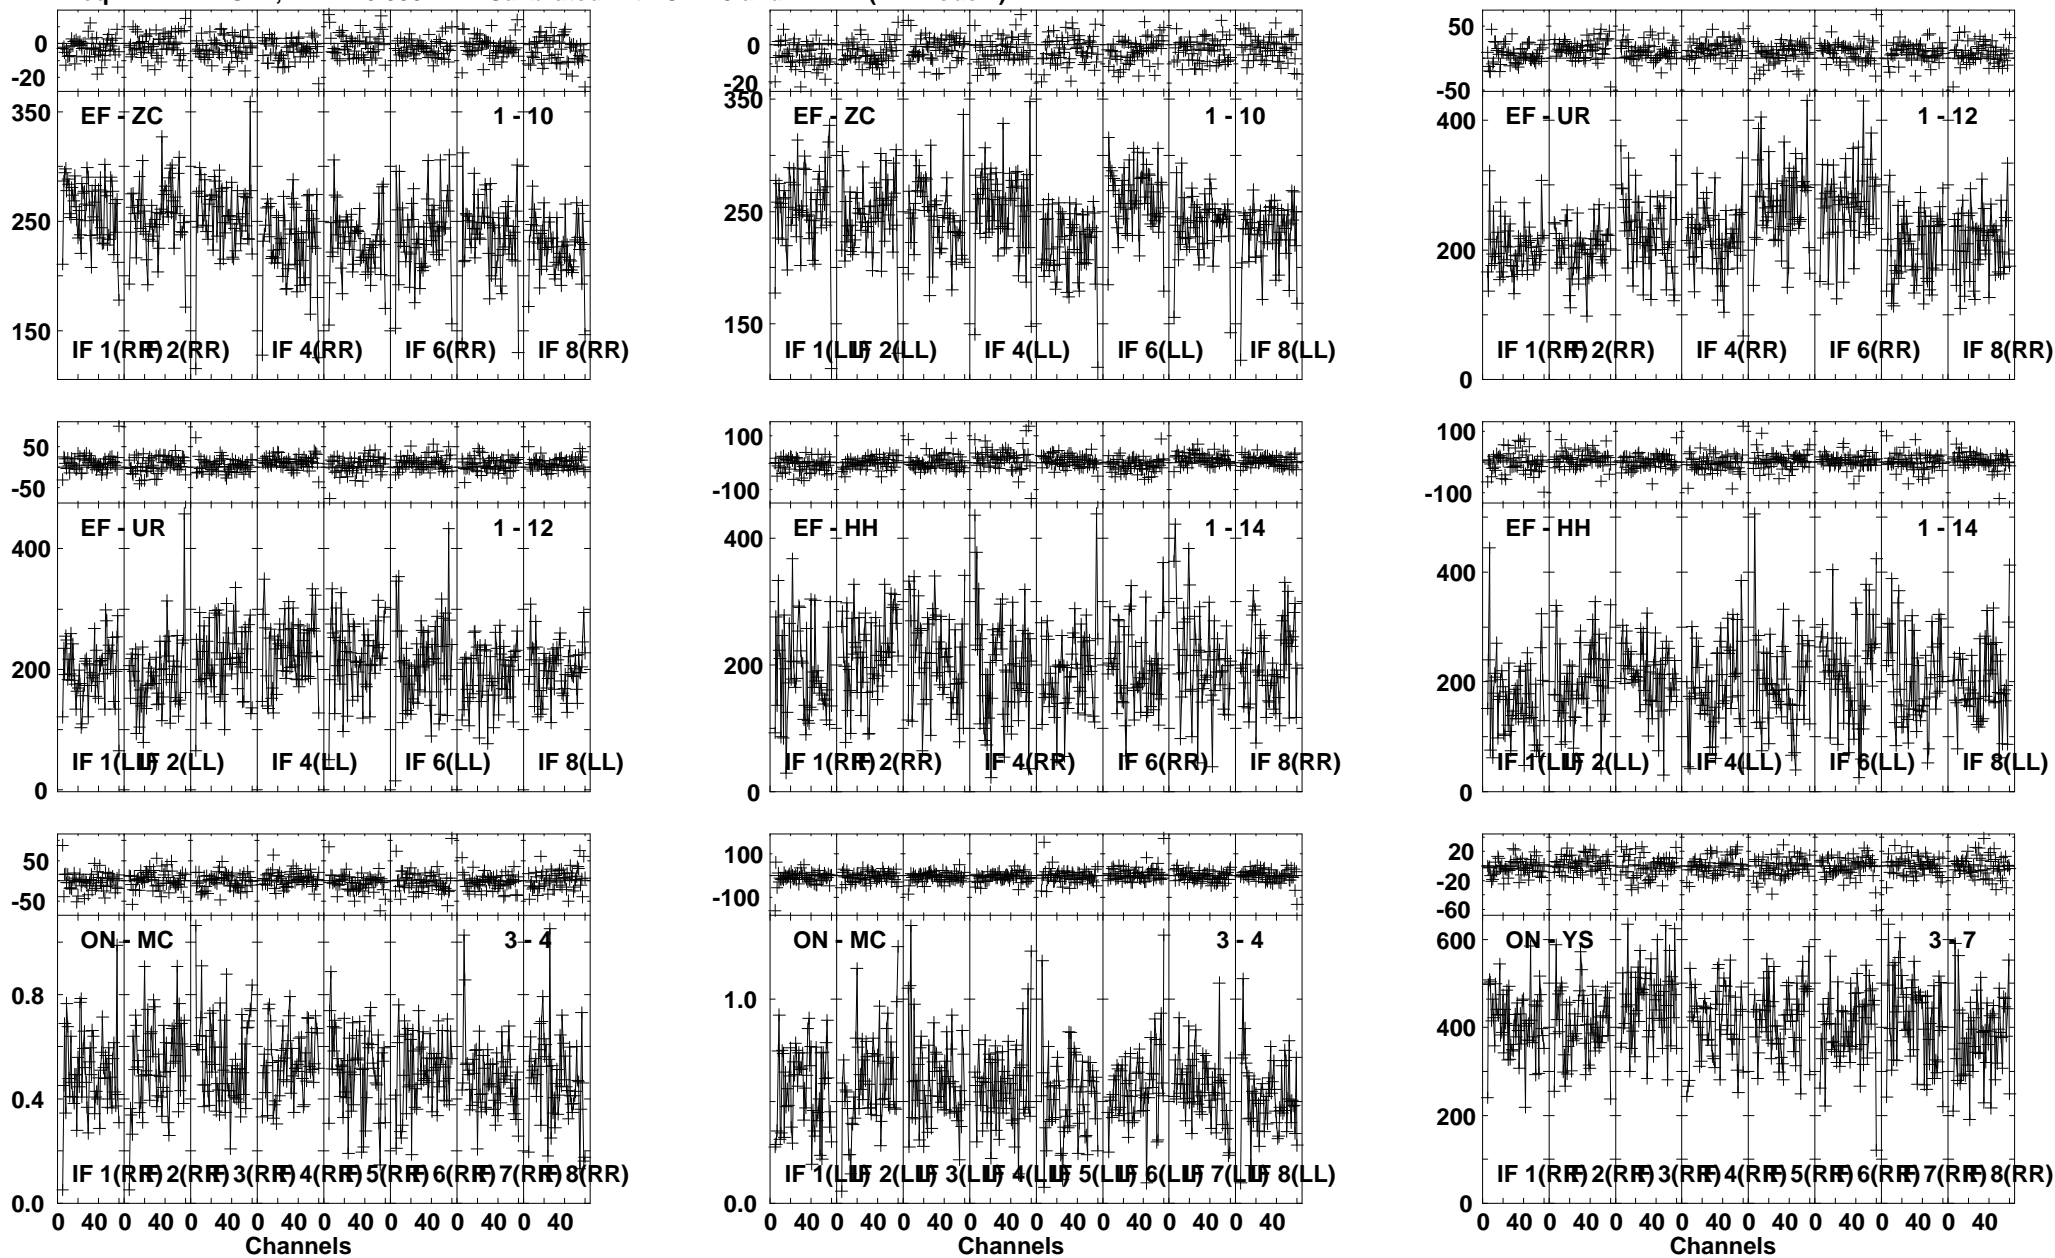 0 0 50
-20 -20 -50
350 EF - ZC 1 - 10 350 EF - ZC 1 - 10 400 EF - UR 1 - 12
250 250 200
150 150
IF 1(RR) IF 2(RR) IF 4(RR) IF 6(RR) IF 8(RR) IF 1(LL) IF 2(LL) IF 4(LL) IF 6(LL) IF 8(LL) IF 1(RR) IF 2(RR) IF 4(RR) IF 6(RR) IF 8(RR)
0
50 100 100
-50 -100 -100
400 EF - UR 1 - 12 400 EF - HH 1 - 14 400 EF - HH 1 - 14
200 200 200
IF 1(LL) IF 2(LL) IF 4(LL) IF 6(LL) IF 8(LL) IF 1(RR) IF 2(RR) IF 4(RR) IF 6(RR) IF 8(RR) IF 1(LL) IF 2(LL) IF 4(LL) IF 6(LL) IF 8(LL)
0 0 0
50 100 20
-50 -100 -20
-60
ON - MC 3 - 4 ON - MC 3 - 4 600 ON - YS 3 - 7
0.8 1.0 400
0.4 200
IF 1(RR) IF 2(RR) IF 3(RR) IF 4(RR) IF 5(RR) IF 6(RR) IF 7(RR) IF 8(RR) IF 1(LL) IF 2(LL) IF 3(LL) IF 4(LL) IF 5(LL) IF 6(LL) IF 7(LL) IF 8(LL) IF 1(RR) IF 2(RR) IF 3(RR) IF 4(RR) IF 5(RR) IF 6(RR) IF 7(RR) IF 8(RR)
0.0 0.0 0
0 40 0 40 0 40 0 40 0 40 0 40 0 40 0 40 0 40 0 40 0 40 0 40 0 40 0 40 0 40 0 40 0 40 0 40 0 40 0 40 0 40 0 40 0 40 0 40
Channels Channels Channels